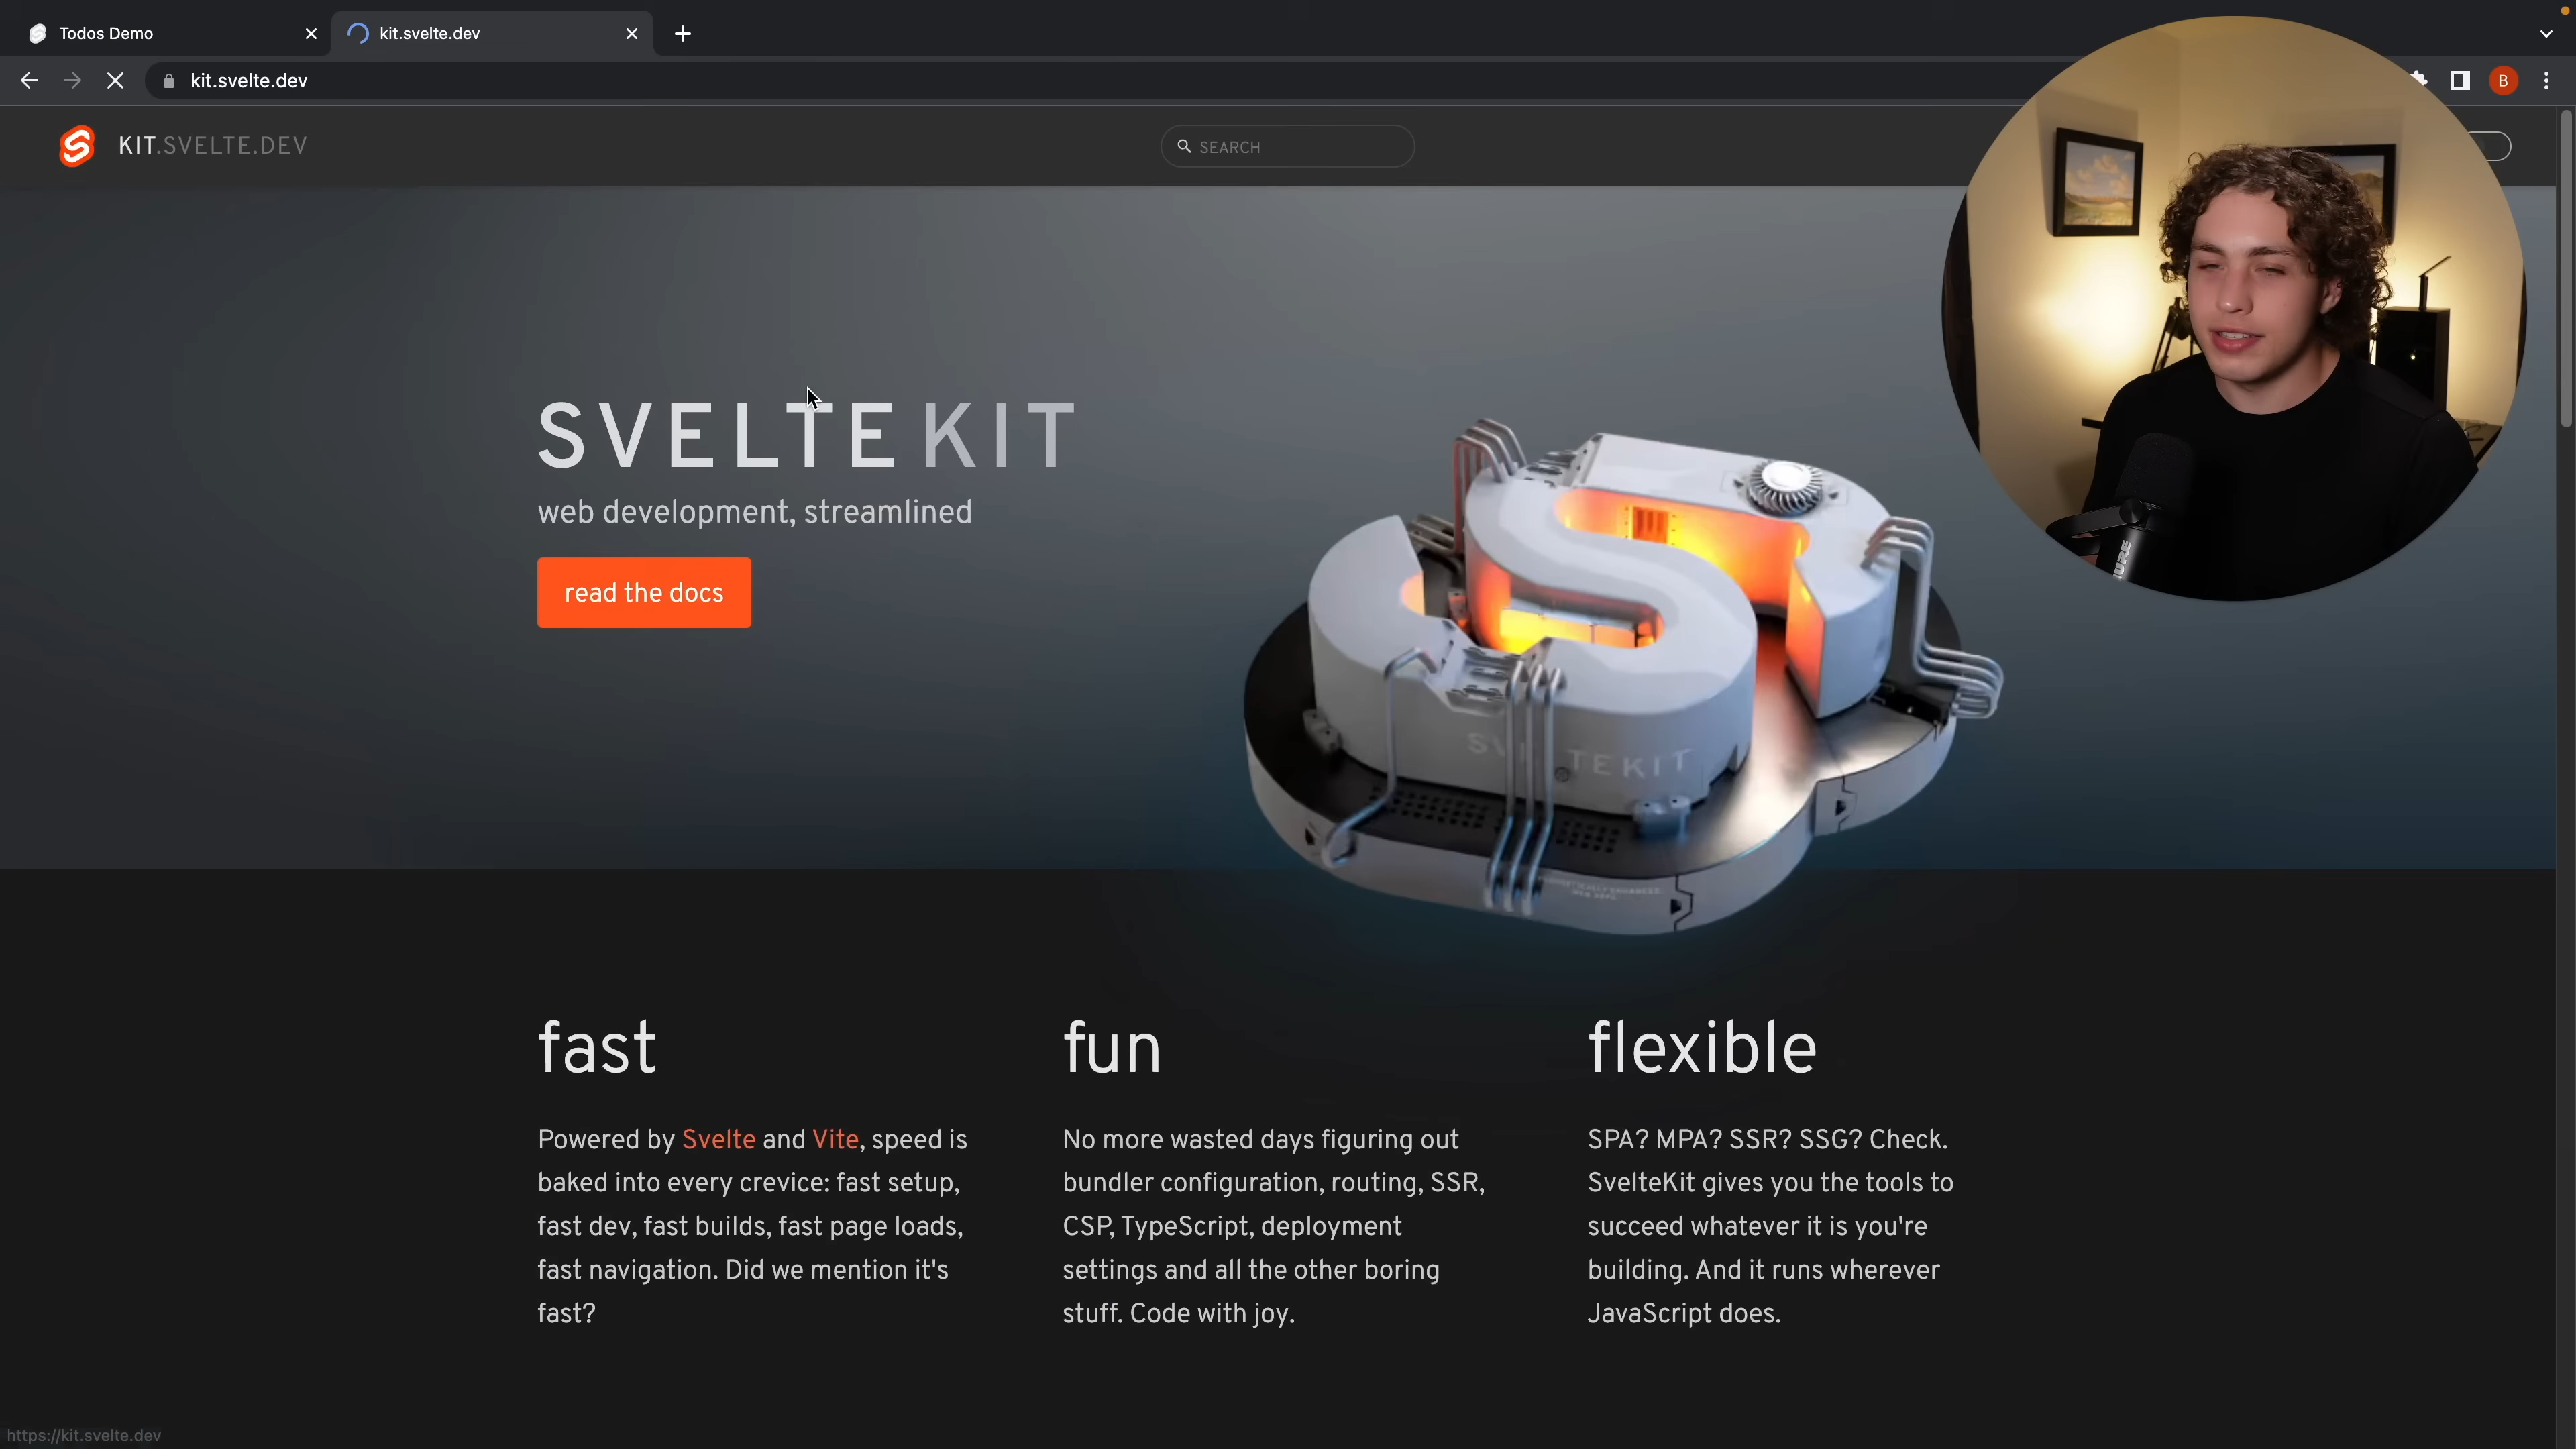 Todos Demo
kit.svelte.dev
kit.svelte.dev
B
KIT.SVELTE.DEV
SEARCH
SVELTE KIT
web development, streamlined
read the docs
SHURE
SVELTEKIT
fast
fun
flexible
Powered by Svelte and Vite, speed is
baked into every crevice: fast setup,
fast dev, fast builds, fast page loads,
fast navigation. Did we mention it's
fast?
No more wasted days figuring out
bundler configuration, routing, SSR,
CSP, TypeScript, deployment
settings and all the other boring
stuff. Code with joy.
SPA? MPA? SSR? SSG? Check.
SvelteKit gives you the tools to
succeed whatever it is you're
building. And it runs wherever
JavaScript does.
https://kit.svelte.dev